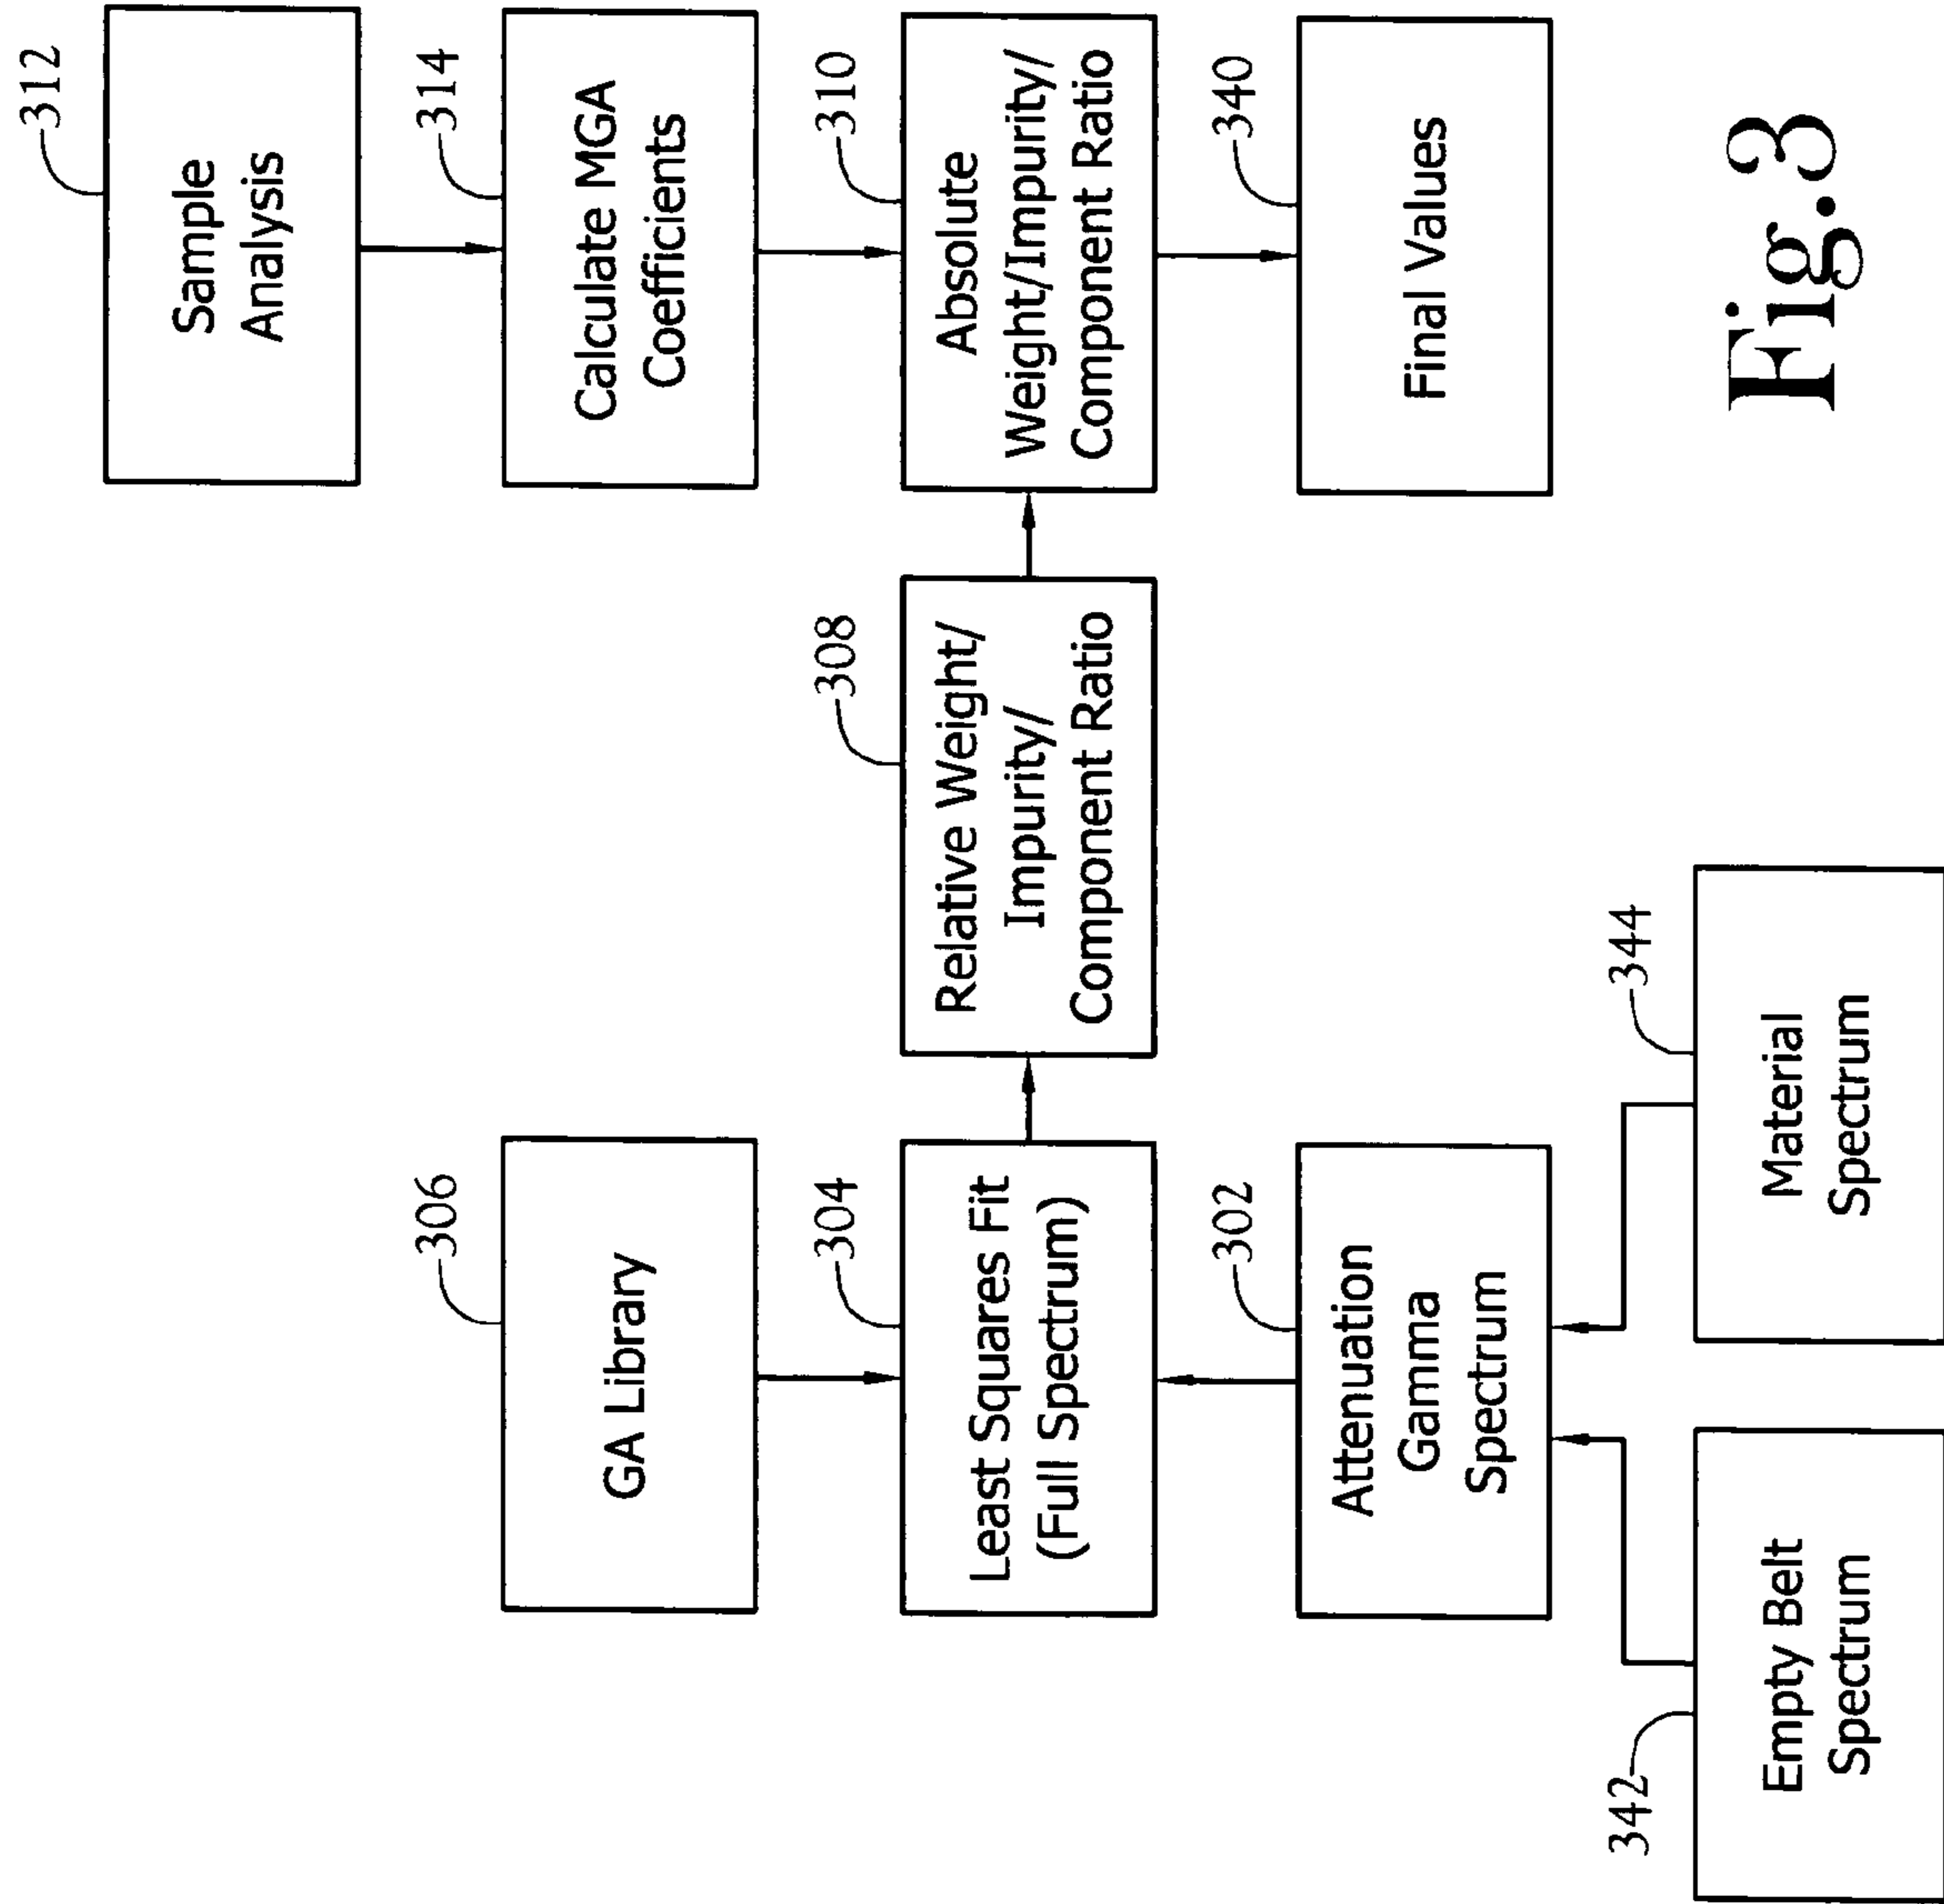 312
Sample
Analysis
314
Calculate MGA
Coefficients
306
GA Library
304
Least Squares Fit
(Full Spectrum)
308
Relative Weight/
Impurity/
Component Ratio
310
Absolute
Weight/Impurity/
Component Ratio
302
Attenuation
Gamma
Spectrum
340
Final Values
342
Empty Belt
Spectrum
344
Material
Spectrum
Fig.3